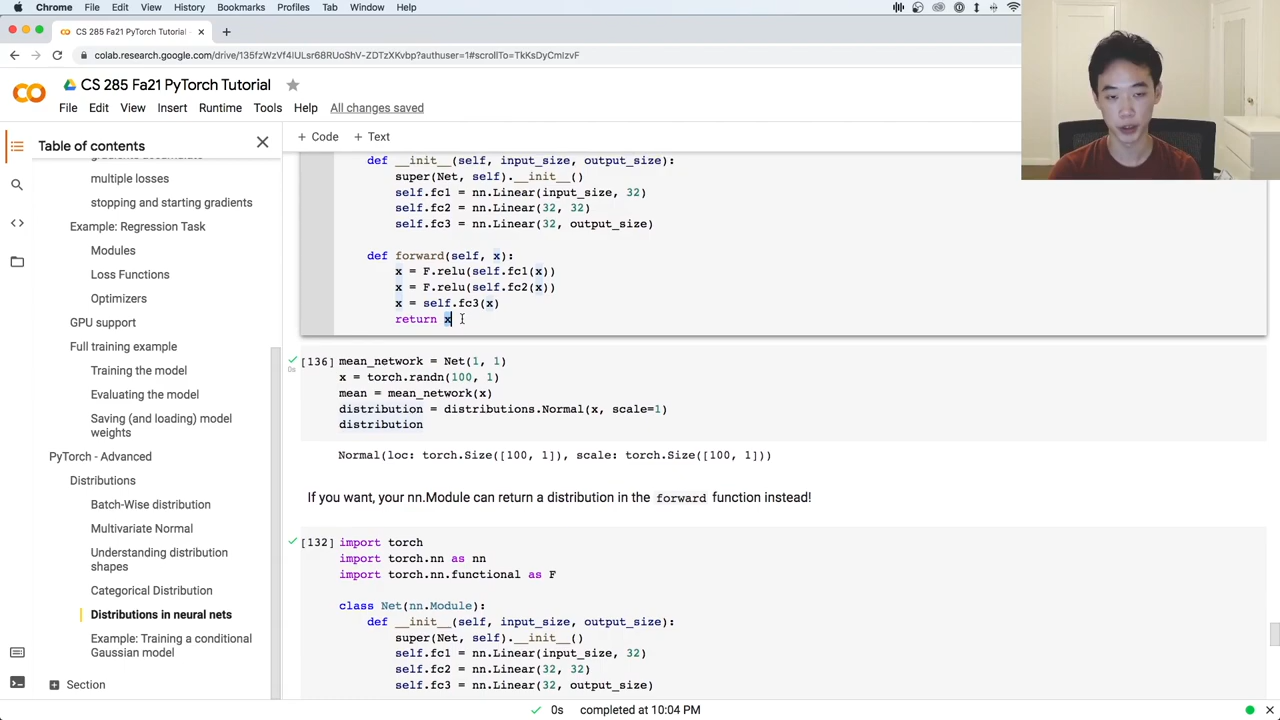 Chrome File Edit View History Bookmarks Profiles Tab Window Help
CS 285 Fa21 PyTorch Tutorial
colab.research.google.com/drive/135fzWzVf4lULsr68RUoShV-ZDTzXKvbp?authuser=1#scrollTo=TkKsDyCmIzvF
CS 285 Fa21 PyTorch Tutorial
File Edit View Insert Runtime Tools Help All changes saved
+ Code + Text
Table of contents
gradients accumulate
multiple losses
stopping and starting gradients
Example: Regression Task
Modules
Loss Functions
Optimizers
GPU support
Full training example
Training the model
Evaluating the model
Saving (and loading) model
weights
PyTorch - Advanced
Distributions
Batch-Wise distribution
Multivariate Normal
Understanding distribution
shapes
Categorical Distribution
Distributions in neural nets
Example: Training a conditional
Gaussian model
Section
def __init__(self, input_size, output_size):
super(Net, self).__init__()
self.fc1 = nn.Linear(input_size, 32)
self.fc2 = nn.Linear(32, 32)
self.fc3 = nn.Linear(32, output_size)
def forward(self, x):
x = F.relu(self.fc1(x))
x = F.relu(self.fc2(x))
x = self.fc3(x)
return x
[136] mean_network = Net(1, 1)
0s
x = torch.randn(100, 1)
mean = mean_network(x)
distribution = distributions.Normal(x, scale=1)
distribution
Normal(loc: torch.Size([100, 1]), scale: torch.Size([100, 1]))
If you want, your nn.Module can return a distribution in the forward function instead!
[132] import torch
import torch.nn as nn
import torch.nn.functional as F
class Net(nn.Module):
def __init__(self, input_size, output_size):
super(Net, self).__init__()
self.fc1 = nn.Linear(input_size, 32)
self.fc2 = nn.Linear(32, 32)
self.fc3 = nn.Linear(32, output_size)
0s completed at 10:04 PM